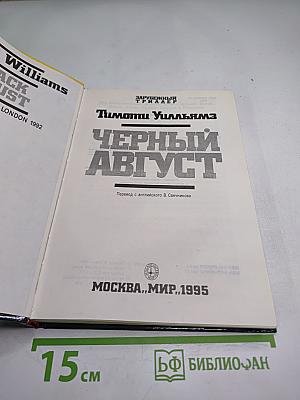 Williams
ACK
UST
LONDON 1992
ЗАРУБЕЖНЫЙ
ТРИЛЛЕР
Тимоти Уилльямз
ЧЕРНЫЙ
АВГУСТ
Перевод с английского В. Свечникова
МОСКВА „МИР„ 1995
15 см
БФ БИБЛИОФАН